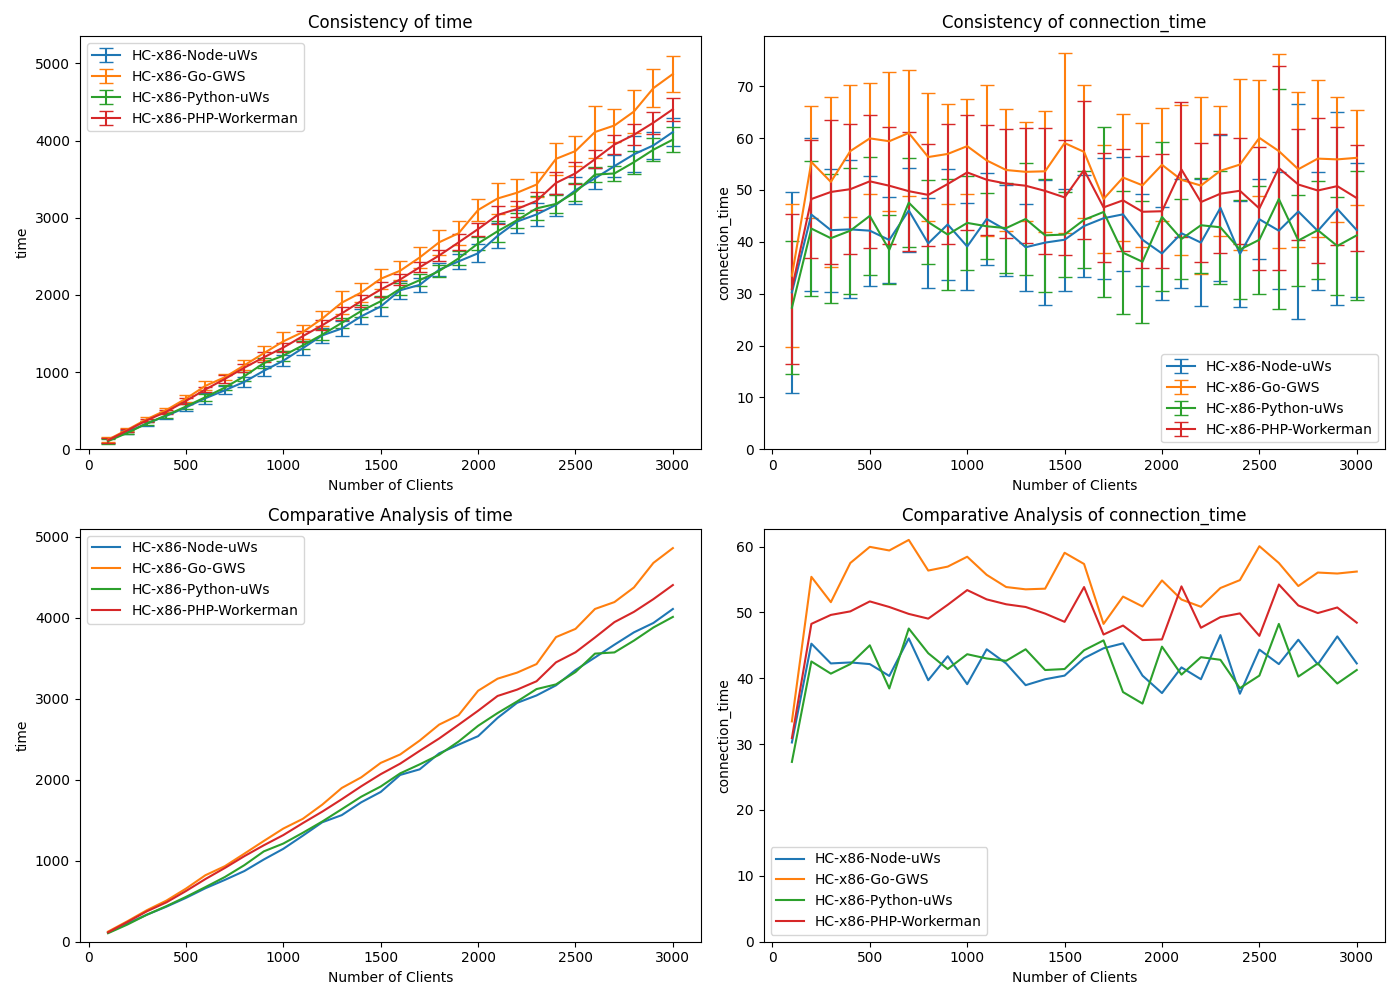 Consistency of time
HC-x86-Node-uWs
HC-x86-Go-GWS
HC-x86-Python-uWs
HC-x86-PHP-Workerman
5000
4000
3000
2000
1000
0
time
0 500 1000 1500 2000 2500 3000
Number of Clients
Consistency of connection_time
70
60
50
40
30
20
10
0
connection_time
HC-x86-Node-uWs
HC-x86-Go-GWS
HC-x86-Python-uWs
HC-x86-PHP-Workerman
0 500 1000 1500 2000 2500 3000
Number of Clients
Comparative Analysis of time
HC-x86-Node-uWs
HC-x86-Go-GWS
HC-x86-Python-uWs
HC-x86-PHP-Workerman
5000
4000
3000
2000
1000
0
time
0 500 1000 1500 2000 2500 3000
Number of Clients
Comparative Analysis of connection_time
60
50
40
30
20
10
0
connection_time
HC-x86-Node-uWs
HC-x86-Go-GWS
HC-x86-Python-uWs
HC-x86-PHP-Workerman
0 500 1000 1500 2000 2500 3000
Number of Clients